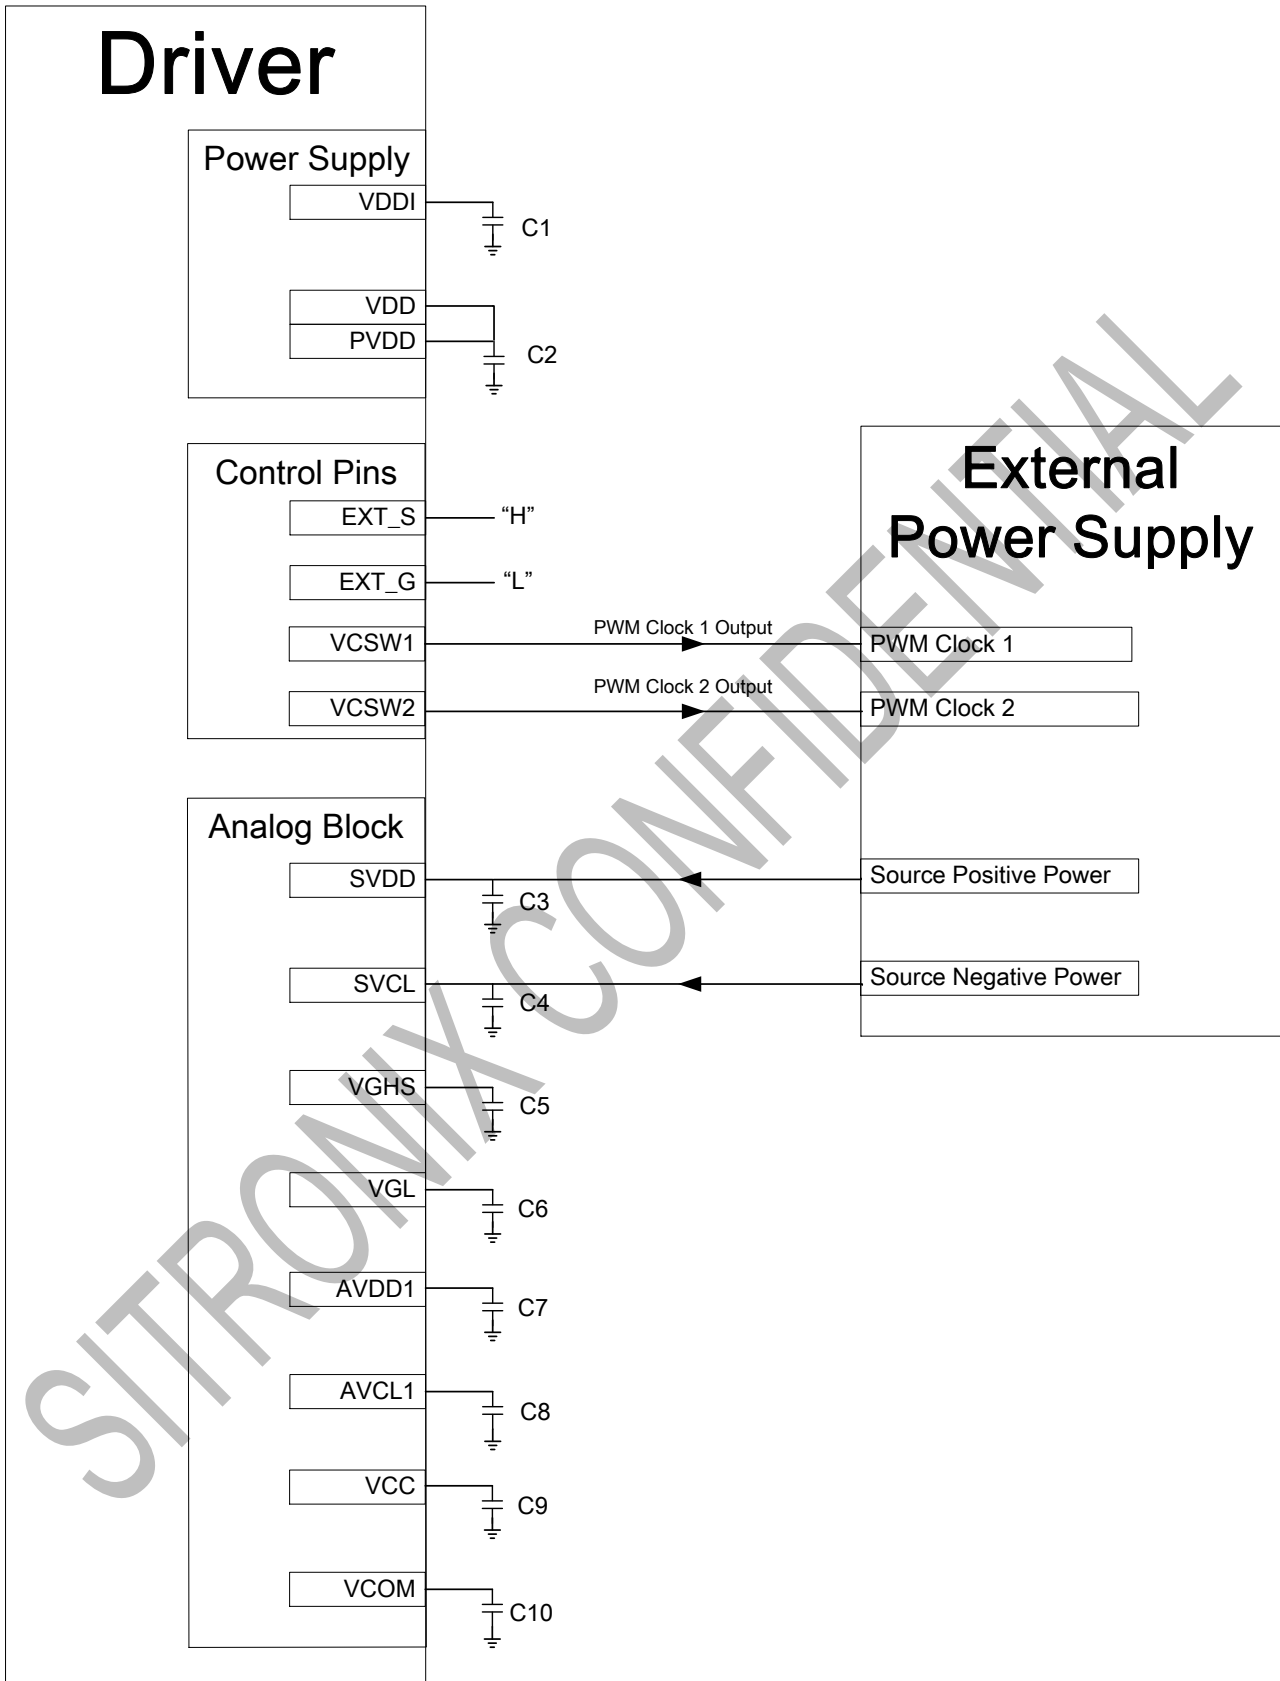 Driver
Power Supply
VDDI
C1
VDD
PVDD
C2
Control Pins
EXT_S
“H”
EXT_G
“L”
VCSW1
PWM Clock 1 Output
VCSW2
PWM Clock 2 Output
External
Power Supply
PWM Clock 1
PWM Clock 2
Source Positive Power
Source Negative Power
Analog Block
SVDD
C3
SVCL
C4
VGHS
C5
VGL
C6
AVDD1
C7
AVCL1
C8
VCC
C9
VCOM
C10
SITRONIX CONFIDENTIAL